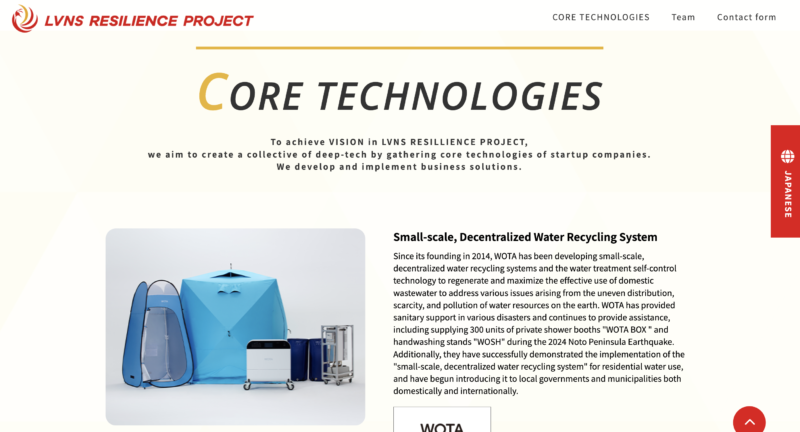 LVNS RESILIENCE PROJECT
CORE TECHNOLOGIES Team Contact form
CORE TECHNOLOGIES
To achieve VISION in LVNS RESILLIENCE PROJECT,
we aim to create a collective of deep-tech by gathering core technologies of startup companies.
We develop and implement business solutions.
JAPANESE
Small-scale, Decentralized Water Recycling System
Since its founding in 2014, WOTA has been developing small-scale,
decentralized water recycling systems and the water treatment self-control
technology to regenerate and maximize the effective use of domestic
wastewater to address various issues arising from the uneven distribution,
scarcity, and pollution of water resources on the earth. WOTA has provided
sanitary support in various disasters and continues to provide assistance,
including supplying 300 units of private shower booths "WOTA BOX " and
handwashing stands "WOSH" during the 2024 Noto Peninsula Earthquake.
Additionally, they have successfully demonstrated the implementation of the
"small-scale, decentralized water recycling system" for residential water use,
and have begun introducing it to local governments and municipalities both
domestically and internationally.
WOTA